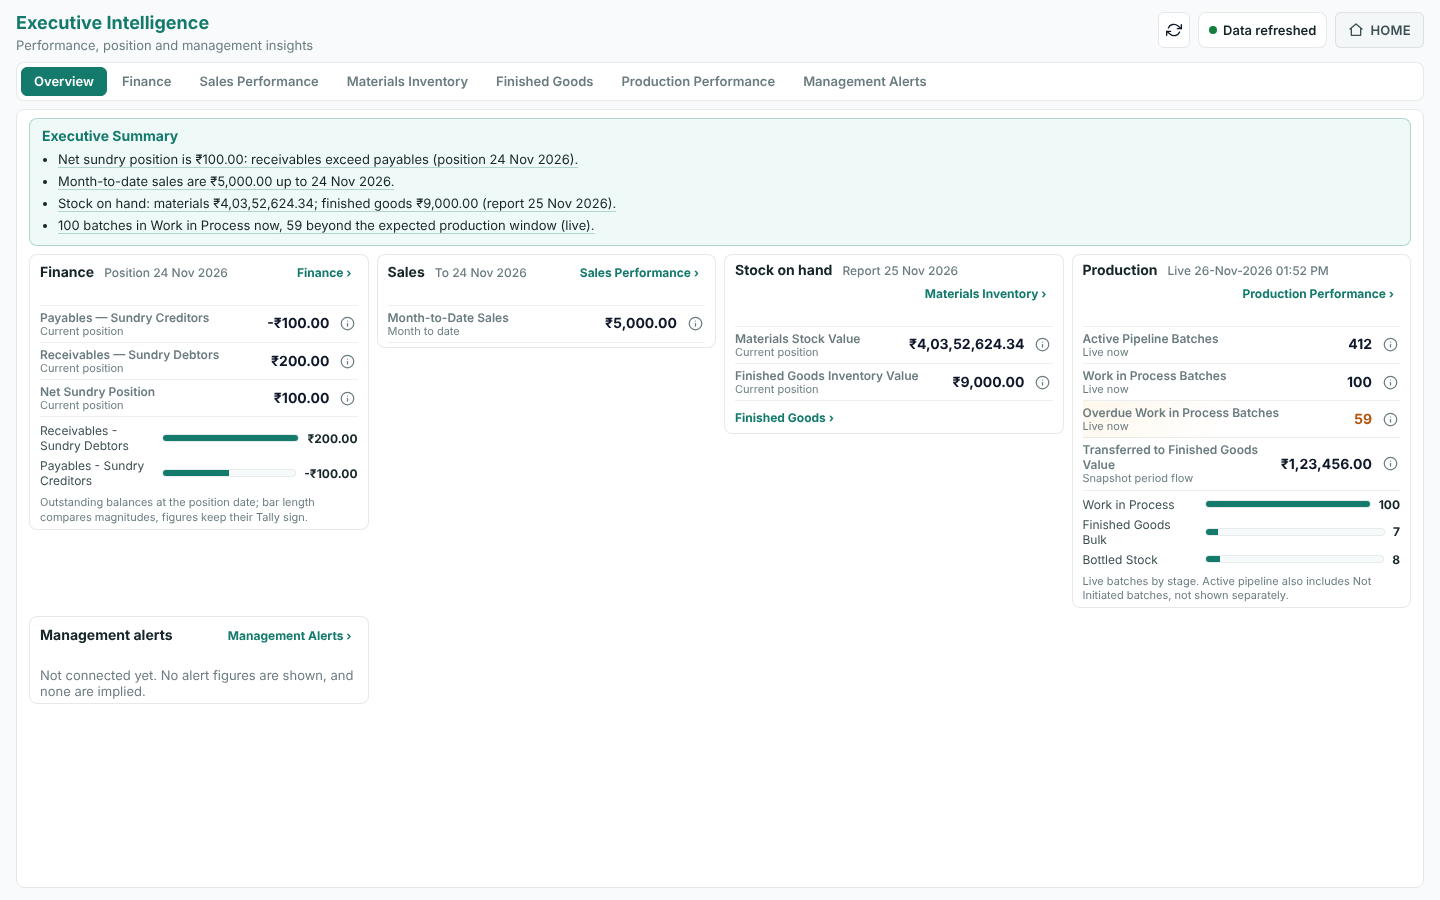 Executive Intelligence
Performance, position and management insights
Data refreshed
HOME
Overview
Finance
Sales Performance
Materials Inventory
Finished Goods
Production Performance
Management Alerts
Executive Summary
• Net sundry position is ₹100.00: receivables exceed payables (position 24 Nov 2026).
• Month-to-date sales are ₹5,000.00 up to 24 Nov 2026.
• Stock on hand: materials ₹4,03,52,624.34; finished goods ₹9,000.00 (report 25 Nov 2026).
• 100 batches in Work in Process now, 59 beyond the expected production window (live).
Finance Position 24 Nov 2026 Finance ›
Payables — Sundry Creditors
Current position
-₹100.00
Receivables — Sundry Debtors
Current position
₹200.00
Net Sundry Position
Current position
₹100.00
Receivables -
Sundry Debtors
₹200.00
Payables - Sundry
Creditors
-₹100.00
Outstanding balances at the position date; bar length
compares magnitudes, figures keep their Tally sign.
Sales To 24 Nov 2026 Sales Performance ›
Month-to-Date Sales
Month to date
₹5,000.00
Stock on hand Report 25 Nov 2026
Materials Inventory ›
Materials Stock Value
Current position
₹4,03,52,624.34
Finished Goods Inventory Value
Current position
₹9,000.00
Finished Goods ›
Production Live 26-Nov-2026 01:52 PM
Production Performance ›
Active Pipeline Batches
Live now
412
Work in Process Batches
Live now
100
Overdue Work in Process Batches
Live now
59
Transferred to Finished Goods
Value
Snapshot period flow
₹1,23,456.00
Work in Process
100
Finished Goods
Bulk
7
Bottled Stock
8
Live batches by stage. Active pipeline also includes Not
Initiated batches, not shown separately.
Management alerts Management Alerts ›
Not connected yet. No alert figures are shown, and
none are implied.